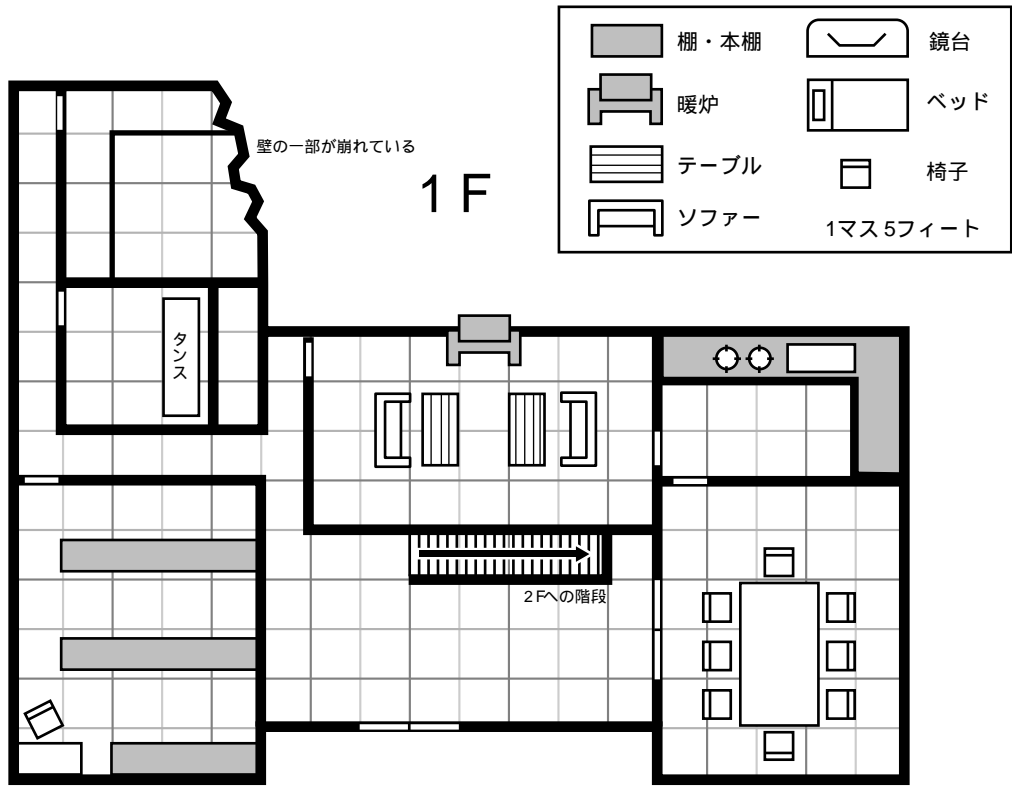 棚・本棚
鏡台
暖炉
ベッド
テーブル
椅子
ソファー
1マス 5フィート
壁の一部が崩れている
1F
タンス
2Fへの階段